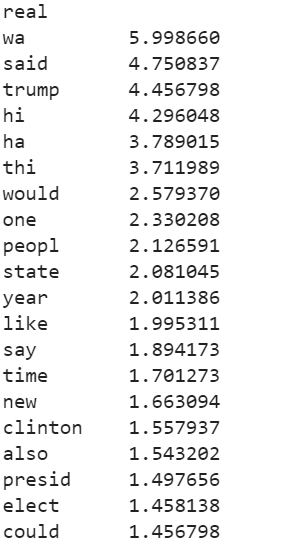 real
wa 5.998660
said 4.750837
trump 4.456798
hi 4.296048
ha 3.789015
thi 3.711989
would 2.579370
one 2.330208
peopl 2.126591
state 2.081045
year 2.011386
like 1.995311
say 1.894173
time 1.701273
new 1.663094
clinton 1.557937
also 1.543202
presid 1.497656
elect 1.458138
could 1.456798